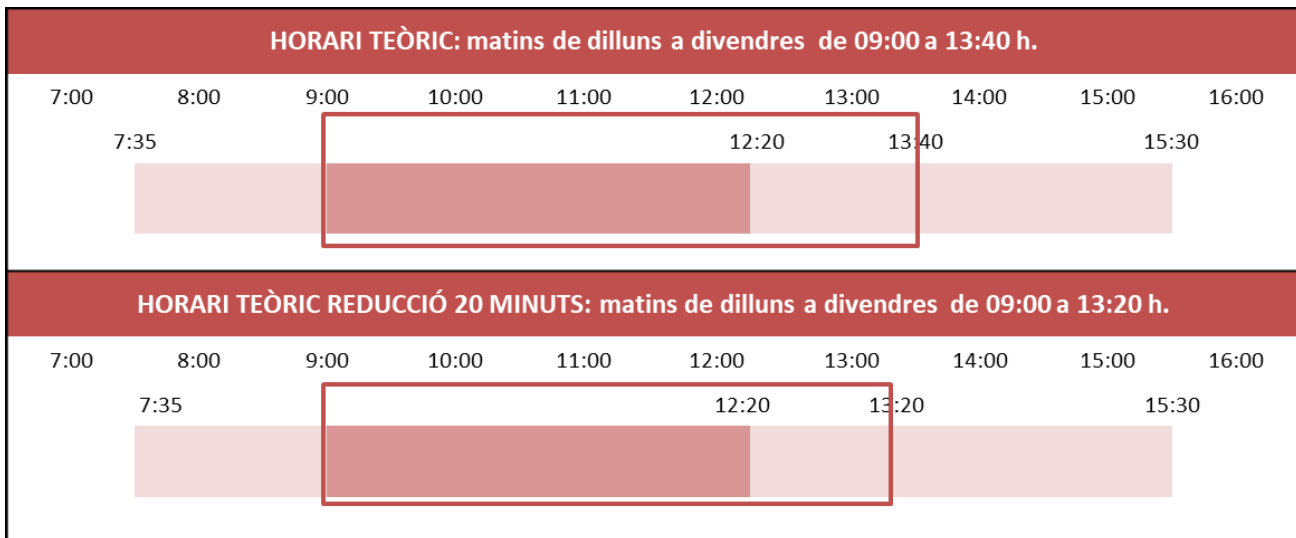 HORARI TEÒRIC: matins de dilluns a divendres de 09:00 a 13:40 h.
7:00 8:00 9:00 10:00 11:00 12:00 13:00 14:00 15:00 16:00
7:35 12:20 13:40 15:30
HORARI TEÒRIC REDUCCIÓ 20 MINUTS: matins de dilluns a divendres de 09:00 a 13:20 h.
7:00 8:00 9:00 10:00 11:00 12:00 13:00 14:00 15:00 16:00
7:35 12:20 13:20 15:30